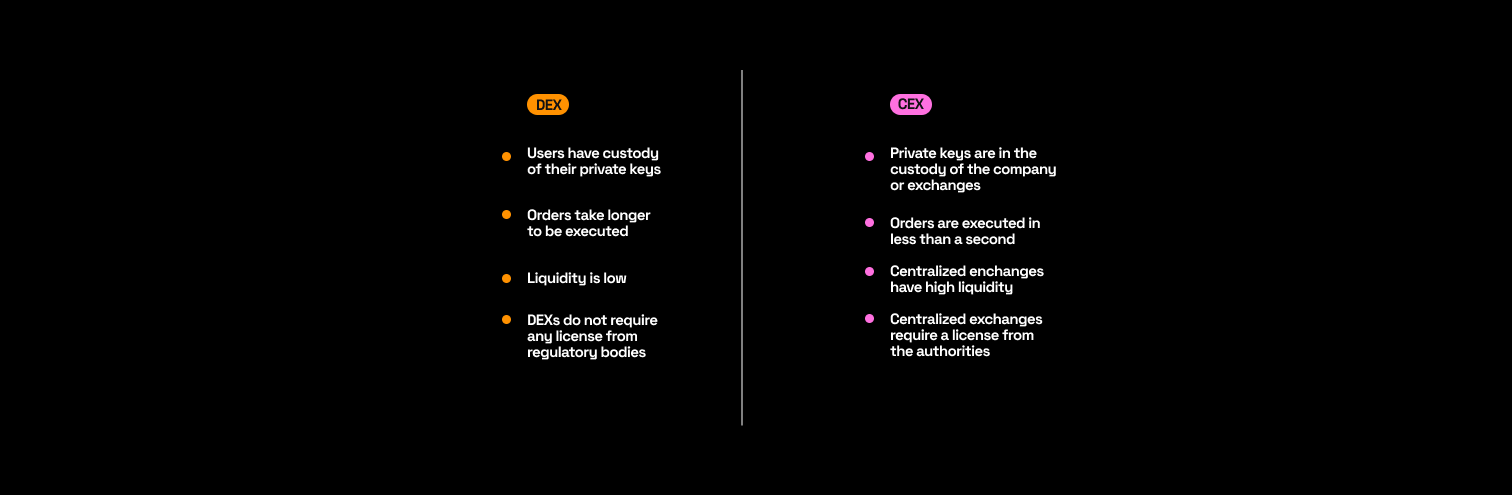 DEX
Users have custody
of their private keys
Orders take longer
to be executed
Liquidity is low
DEXs do not require
any license from
regulatory bodies
CEX
Private keys are in the
custody of the company
or exchanges
Orders are executed in
less than a second
Centralized enchanges
have high liquidity
Centralized exchanges
require a license from
the authorities